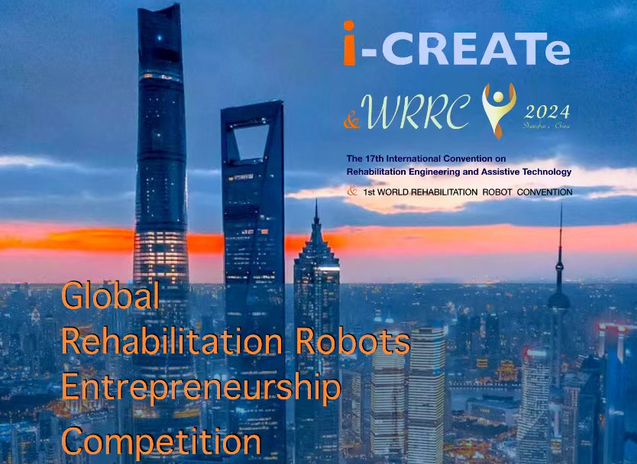 i-CREATe
& WRRC 2024
Shanghai, China
The 17th International Convention on
Rehabilitation Engineering and Assistive Technology
& 1st WORLD REHABILITATION ROBOT CONVENTION
Global
Rehabilitation Robots
Entrepreneurship
Competition